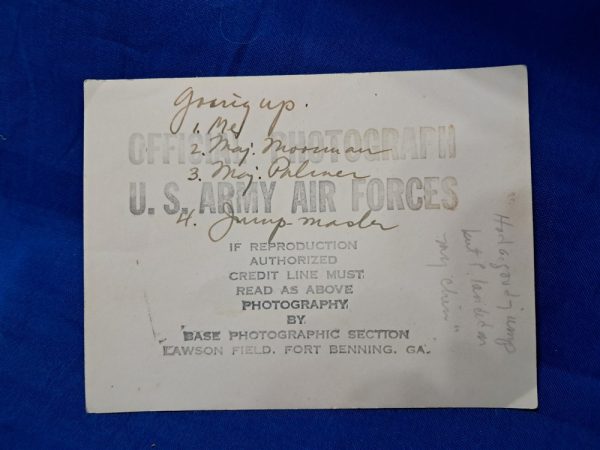 Going up.
1. Me
2. Maj. Moorman
3. Maj. Palmer
4. Jump master
OFFICIAL PHOTOGRAPH
U. S. ARMY AIR FORCES
IF REPRODUCTION
AUTHORIZED
CREDIT LINE MUST
READ AS ABOVE
PHOTOGRAPHY
BY
BASE PHOTOGRAPHIC SECTION
LAWSON FIELD, FORT BENNING, GA.
"Had a good jump
but I landed on
my chin"